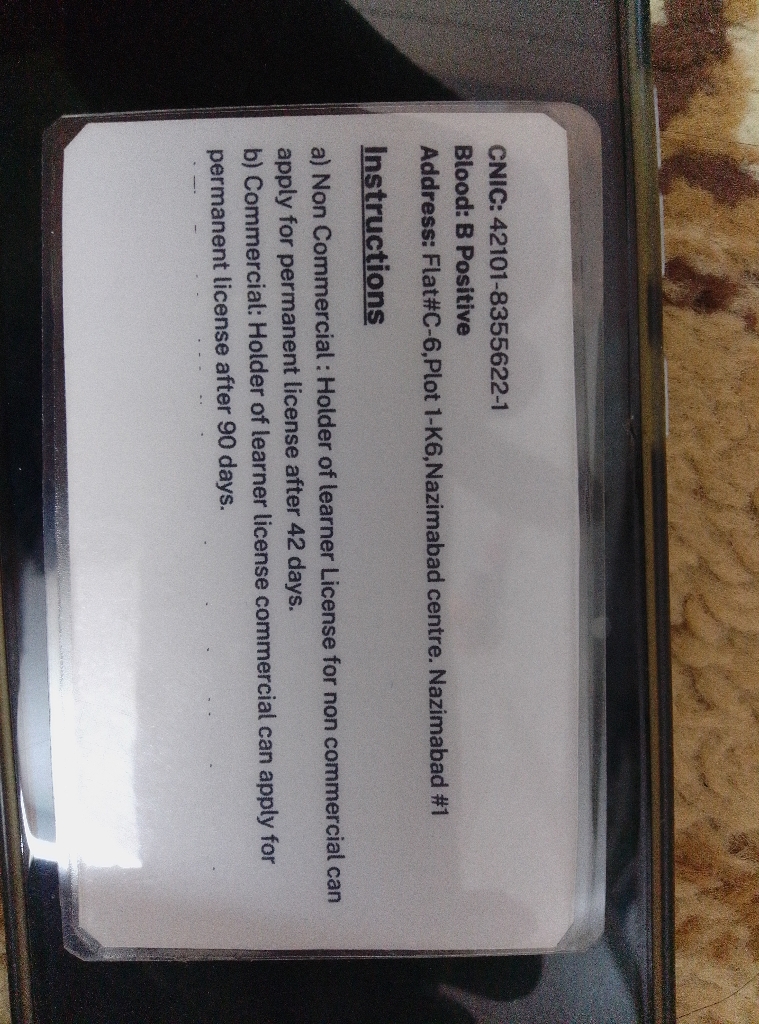 CNIC: 42101-8355622-1
Blood: B Positive
Address: Flat#C-6,Plot 1-K6,Nazimabad centre. Nazimabad #1
Instructions
a) Non Commercial : Holder of learner License for non commercial can
apply for permanent license after 42 days.
b) Commercial: Holder of learner license commercial can apply for
permanent license after 90 days.